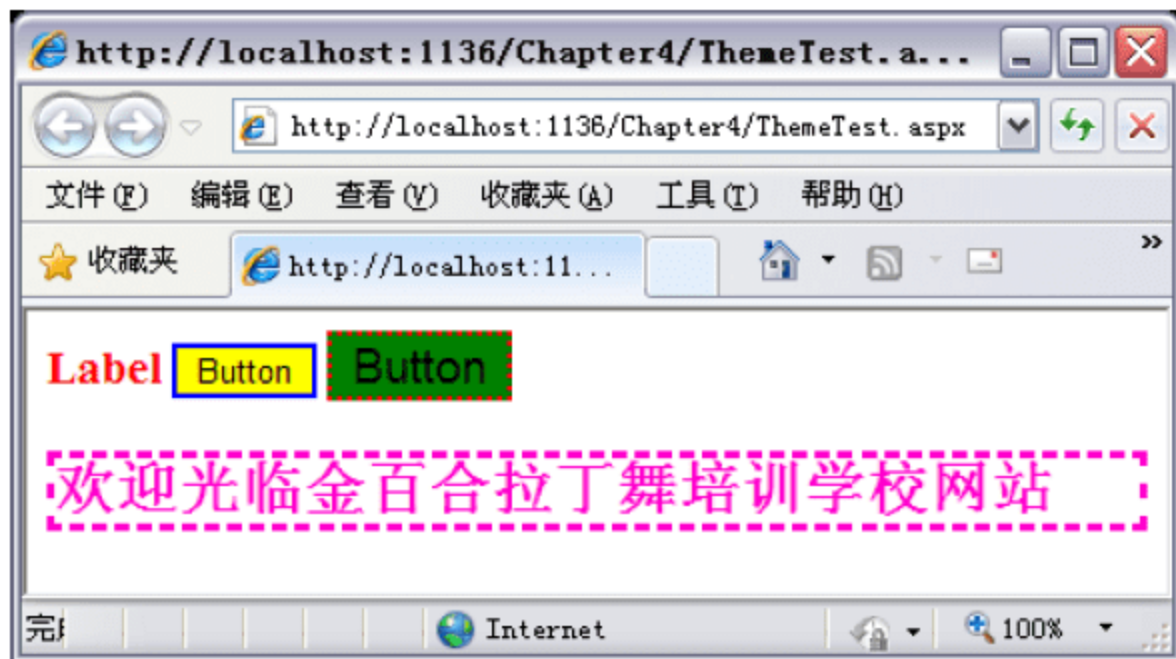 http://localhost:1136/Chapter4/ThemeTest.a...
http://localhost:1136/Chapter4/ThemeTest.aspx
文件(F) 编辑(E) 查看(V) 收藏夹(A) 工具(T) 帮助(H)
收藏夹 http://localhost:11... »
Label Button Button
欢迎光临金百合拉丁舞培训学校网站
Internet 100%